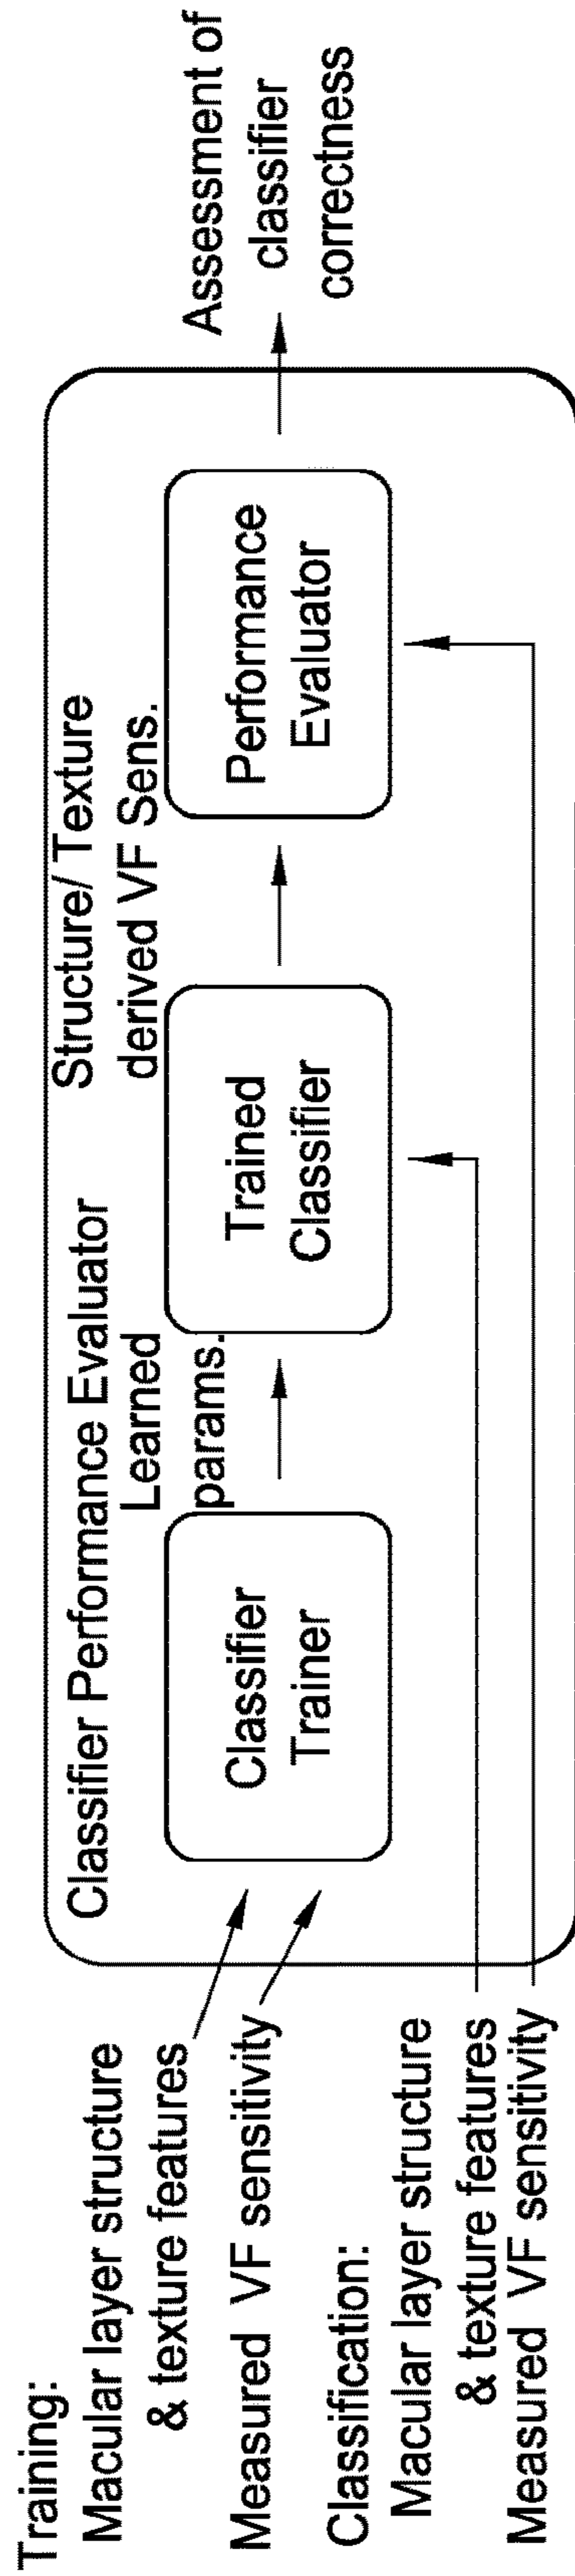 Training:
Macular layer structure
& texture features
Measured VF sensitivity
Classification:
Macular layer structure
& texture features
Measured VF sensitivity
Classifier Performance Evaluator
Classifier
Trainer
Learned
params.
Trained
Classifier
Structure/ Texture
derived VF Sens.
Performance
Evaluator
Assessment of
classifier
correctness